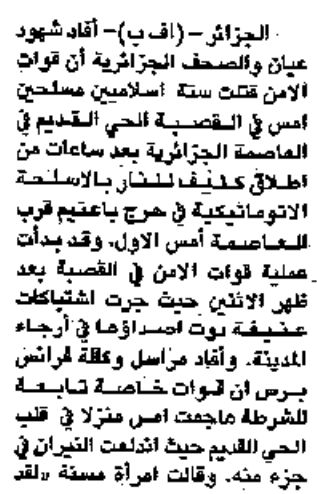 الجزائر – (اف ب) – أفاد شهود
عيان والصحف الجزائرية أن قوات
الامن قتلت ستة اسلاميين مسلحين
امس في القصبة الحي القديم في
العاصمة الجزائرية بعد ساعات من
اطلاق كثيف للنار بالاسلحة
الاتوماتيكية في حرج باعتيم قرب
العاصمة أمس الاول. وقد بدأت
عملية قوات الامن في القصبة بعد
ظهر الاثنين حيث جرت اشتباكات
عنيفة دوت اصداؤها في أرجاء
المدينة. وأفاد مراسل وكالة فرانس
برس ان قوات خاصة تابعة
للشرطة هاجمت امس منزلا في قلب
الحي القديم حيث اندلعت النيران في
جزء منه. وقالت امرأة مسنة «لقد